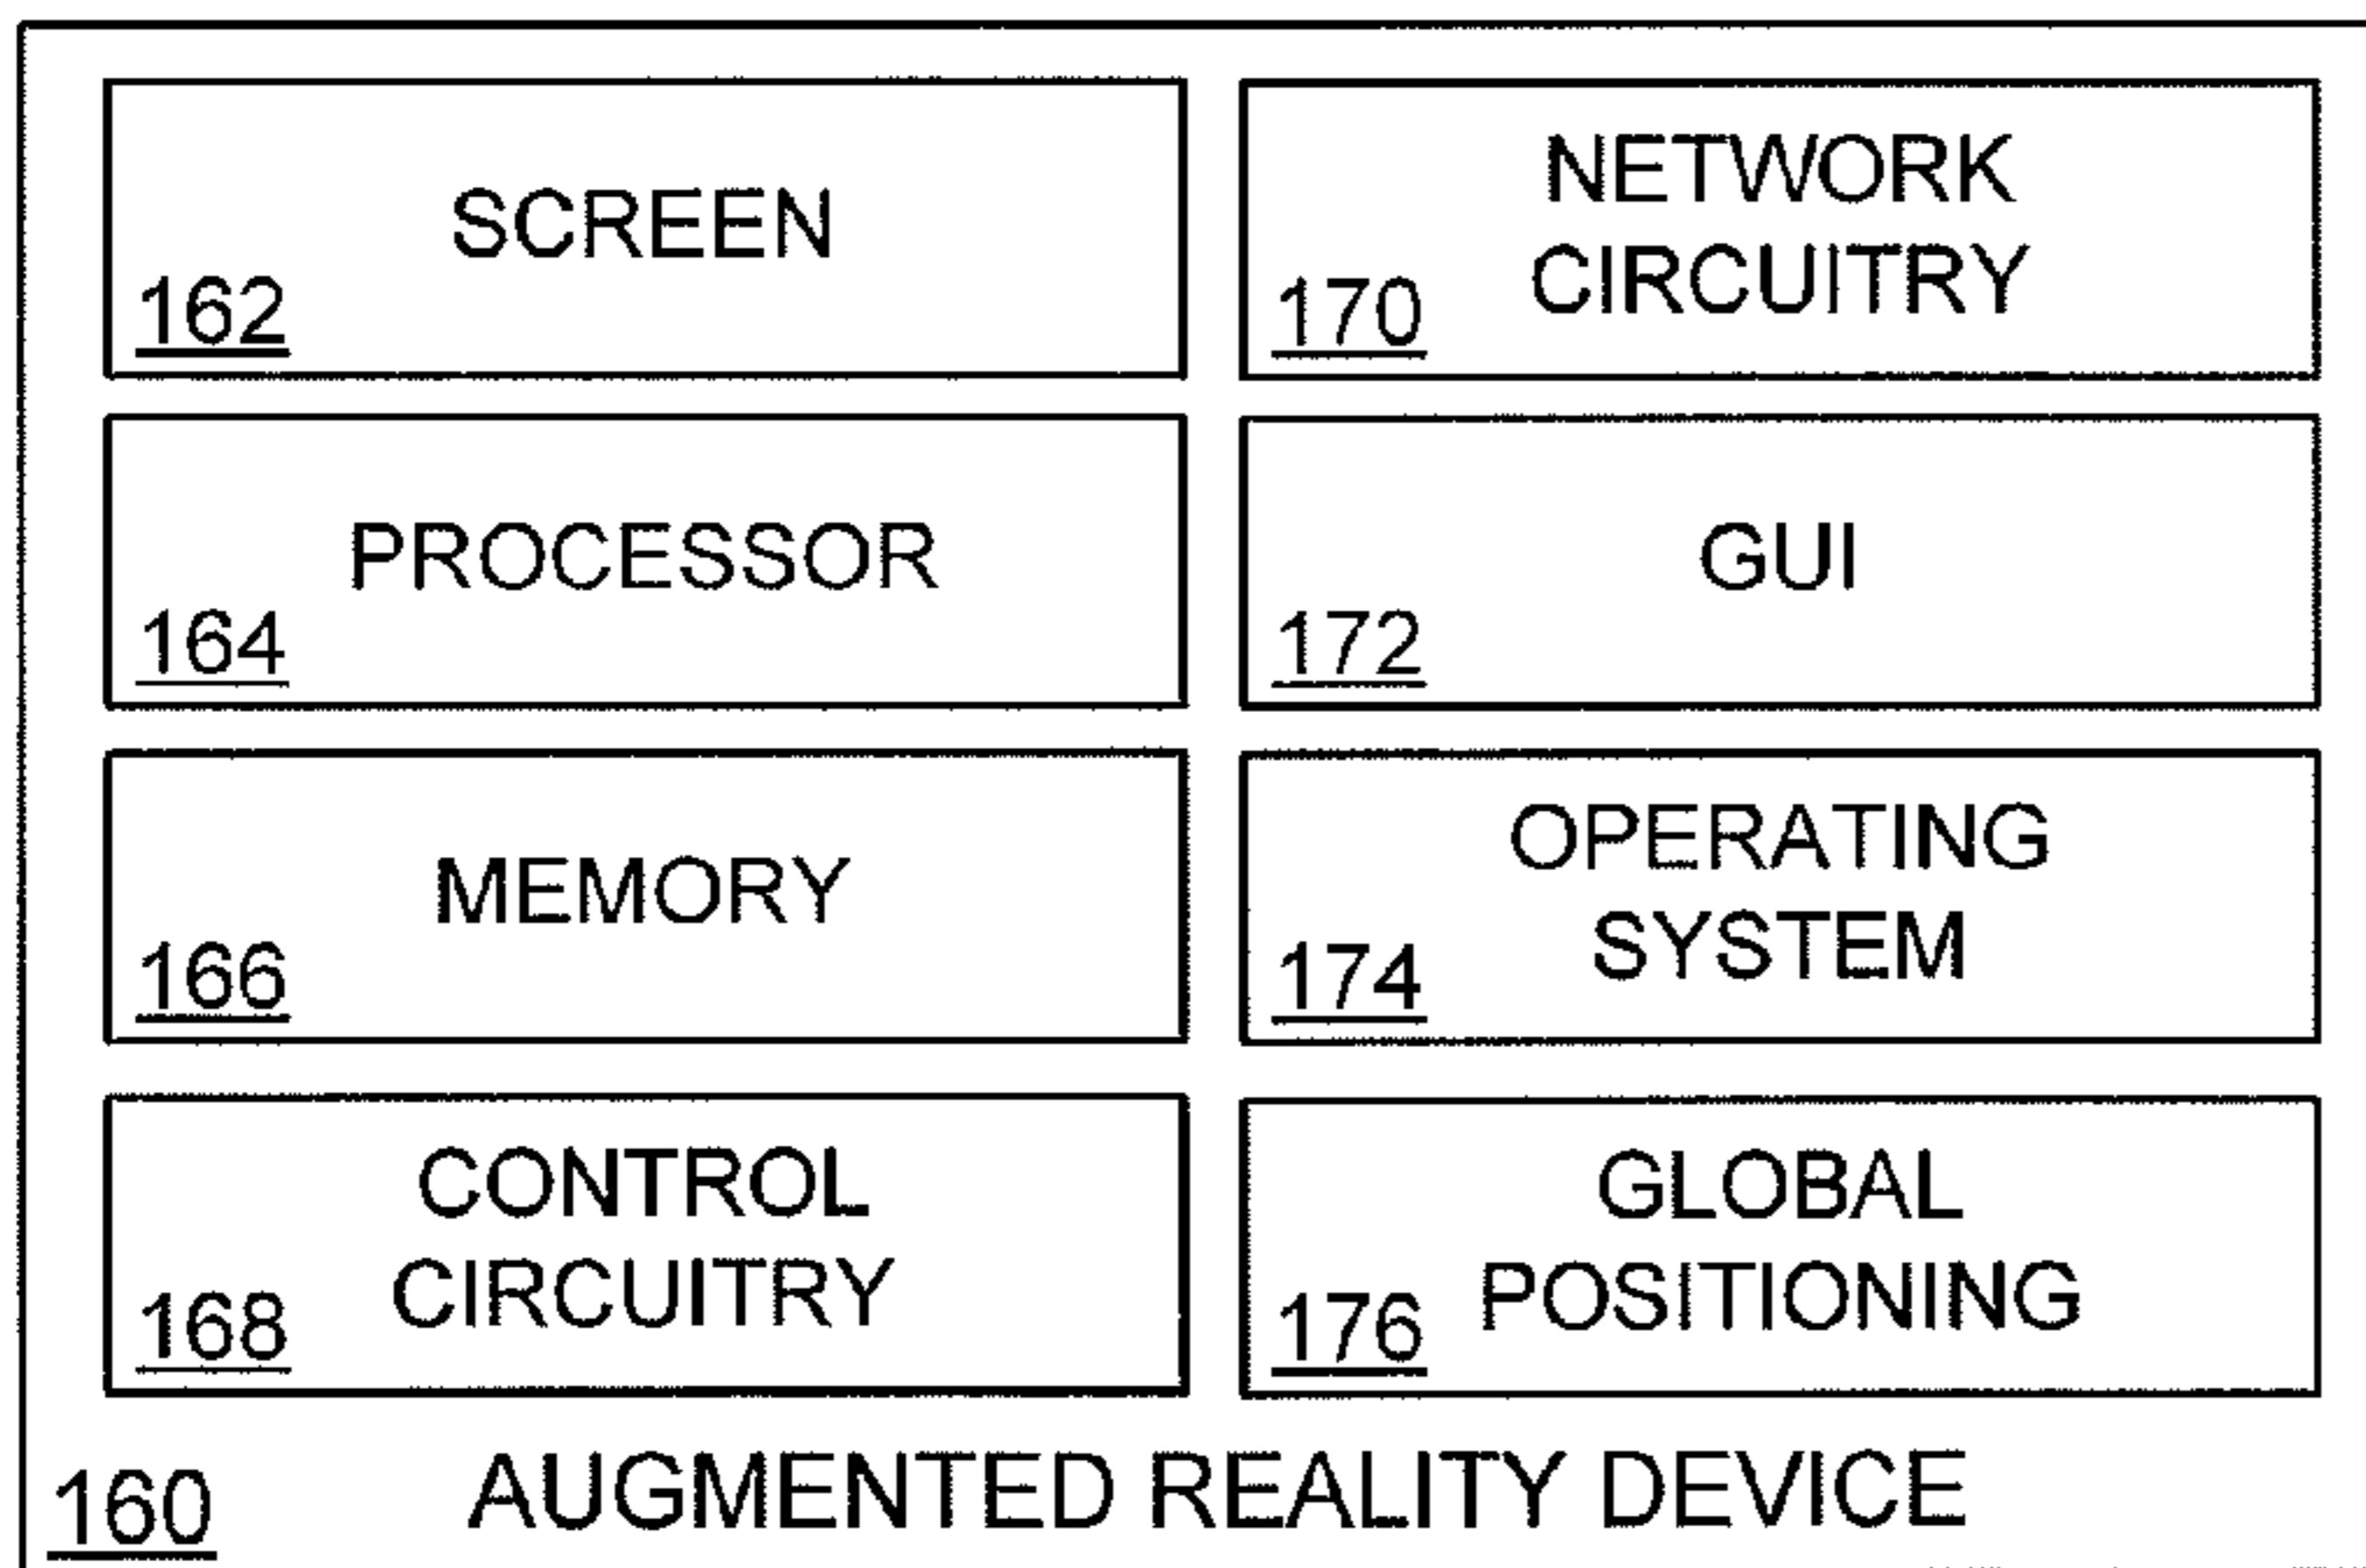 SCREEN
162
NETWORK
CIRCUITRY
170
PROCESSOR
164
GUI
172
MEMORY
166
OPERATING
SYSTEM
174
CONTROL
CIRCUITRY
168
GLOBAL
POSITIONING
176
160 AUGMENTED REALITY DEVICE